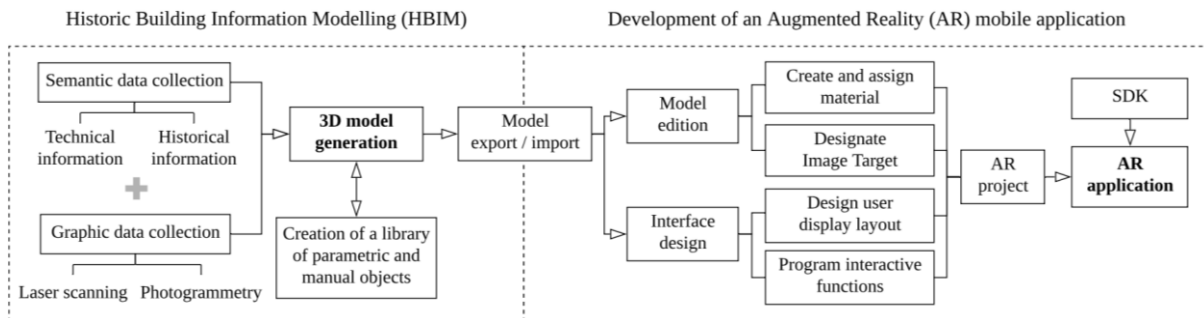 Historic Building Information Modelling (HBIM)
Development of an Augmented Reality (AR) mobile application
Semantic data collection
Technical
information
Historical
information
Graphic data collection
Laser scanning
Photogrammetry
3D model
generation
Creation of a library
of parametric and
manual objects
Model
export / import
Model
edition
Interface
design
Create and assign
material
Designate
Image Target
Design user
display layout
Program interactive
functions
AR
project
SDK
AR
application